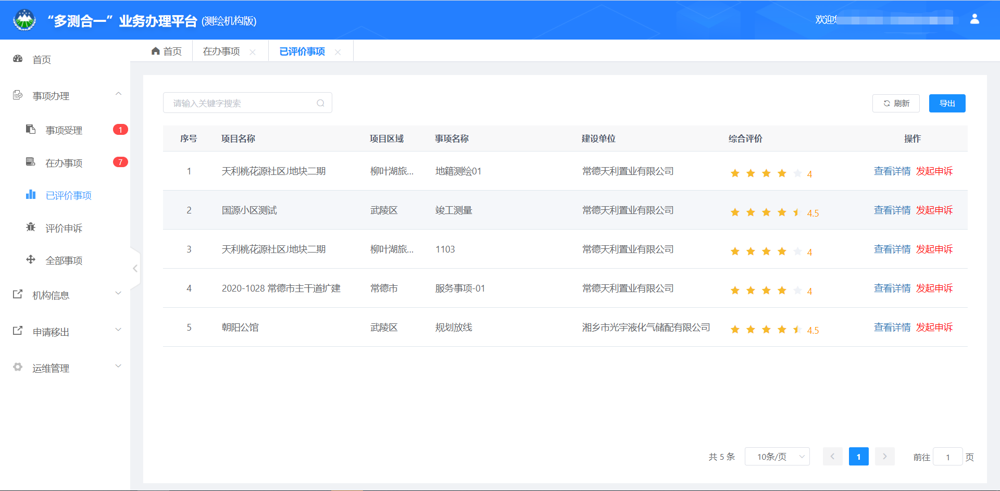 “多测合一”业务办理平台 (测绘机构版)
欢迎
首页
在办事项
已评价事项
首页
事项办理
事项受理 1
在办事项 7
已评价事项
评价申诉
全部事项
机构信息
申请移出
运维管理
请输入关键字搜索
刷新
导出
序号 项目名称 项目区域 事项名称 建设单位 综合评价 操作
1 天利桃花源社区J地块二期 柳叶湖旅... 地籍测绘01 常德天利置业有限公司 4 查看详情 发起申诉
2 国源小区测试 武陵区 竣工测量 常德天利置业有限公司 4.5 查看详情 发起申诉
3 天利桃花源社区J地块二期 柳叶湖旅... 1103 常德天利置业有限公司 4 查看详情 发起申诉
4 2020-1028 常德市主干道扩建 常德市 服务事项-01 常德天利置业有限公司 4 查看详情 发起申诉
5 朝阳公馆 武陵区 规划放线 湘乡市光宇液化气储配有限公司 4.5 查看详情 发起申诉
共 5 条 10条/页 1 前往 1 页